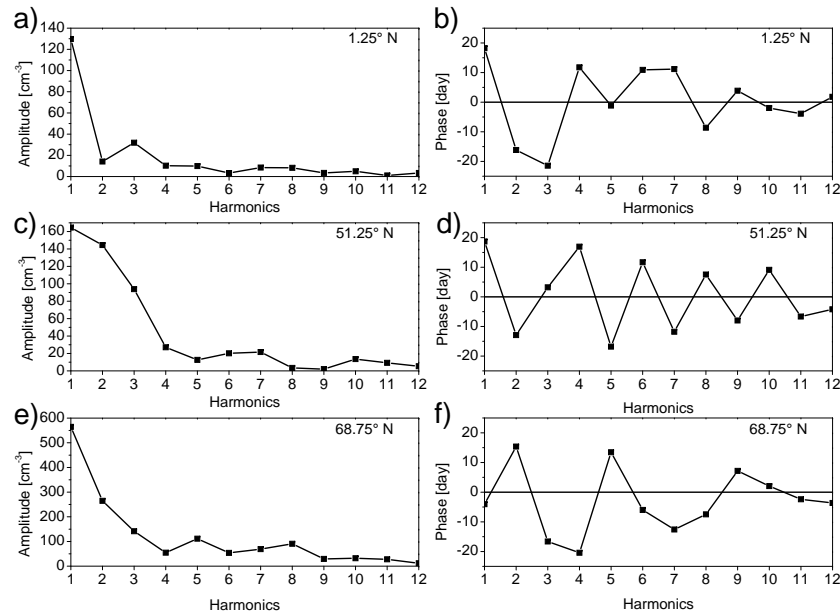 a)
1.25° N
Amplitude [cm-3]
140
120
100
80
60
40
20
0
1 2 3 4 5 6 7 8 9 10 11 12
Harmonics
b)
1.25° N
Phase [day]
20
10
0
-10
-20
1 2 3 4 5 6 7 8 9 10 11 12
Harmonics
c)
51.25° N
Amplitude [cm-3]
160
140
120
100
80
60
40
20
0
1 2 3 4 5 6 7 8 9 10 11 12
Harmonics
d)
51.25° N
Phase [day]
20
10
0
-10
-20
1 2 3 4 5 6 7 8 9 10 11 12
Harmonics
e)
68.75° N
Amplitude [cm-3]
600
500
400
300
200
100
0
1 2 3 4 5 6 7 8 9 10 11 12
Harmonics
f)
68.75° N
Phase [day]
20
10
0
-10
-20
1 2 3 4 5 6 7 8 9 10 11 12
Harmonics